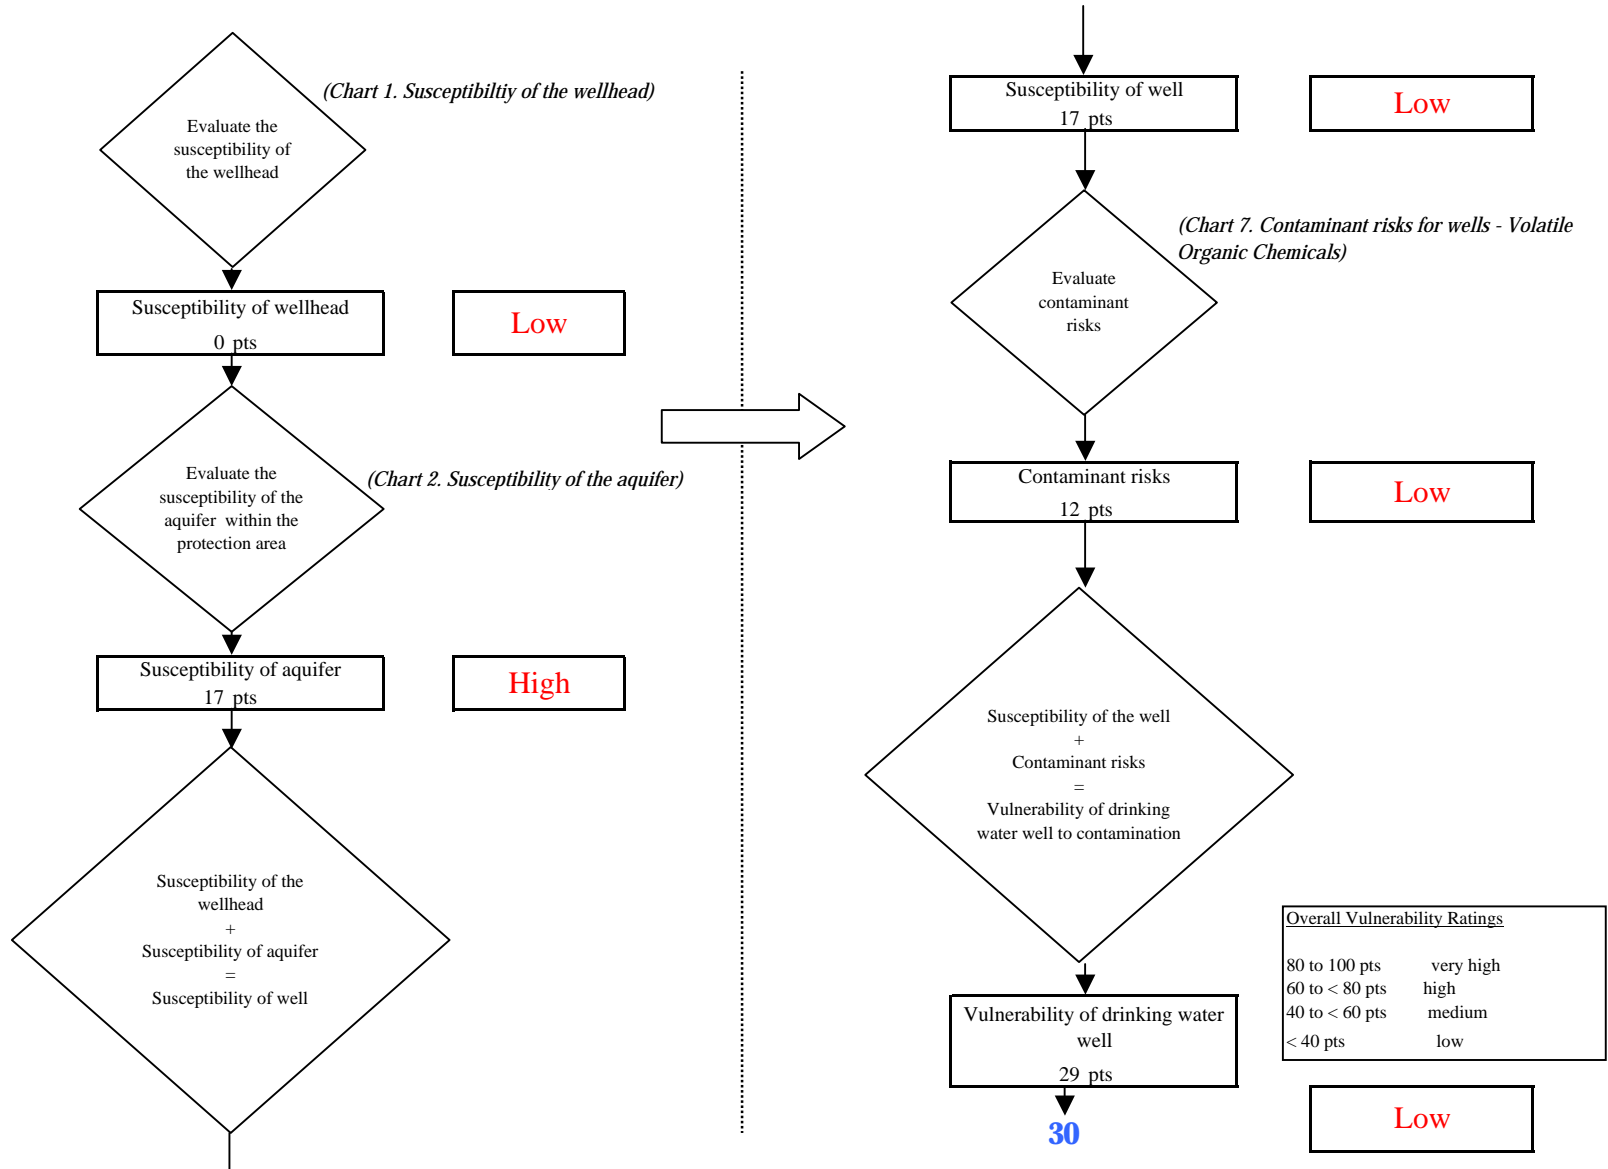 (Chart 1. Susceptibiltiy of the wellhead)
Evaluate the
susceptibility of
the wellhead
Susceptibility of wellhead
0 pts
Low
Evaluate the
susceptibility of the
aquifer within the
protection area
(Chart 2. Susceptibility of the aquifer)
Susceptibility of aquifer
17 pts
High
Susceptibility of the
wellhead
+
Susceptibility of aquifer
=
Susceptibility of well
Susceptibility of well
17 pts
Low
(Chart 7. Contaminant risks for wells - Volatile
Organic Chemicals)
Evaluate
contaminant
risks
Contaminant risks
12 pts
Low
Susceptibility of the well
+
Contaminant risks
=
Vulnerability of drinking
water well to contamination
Overall Vulnerability Ratings
80 to 100 pts very high
60 to < 80 pts high
40 to < 60 pts medium
< 40 pts low
Vulnerability of drinking water
well
29 pts
30
Low